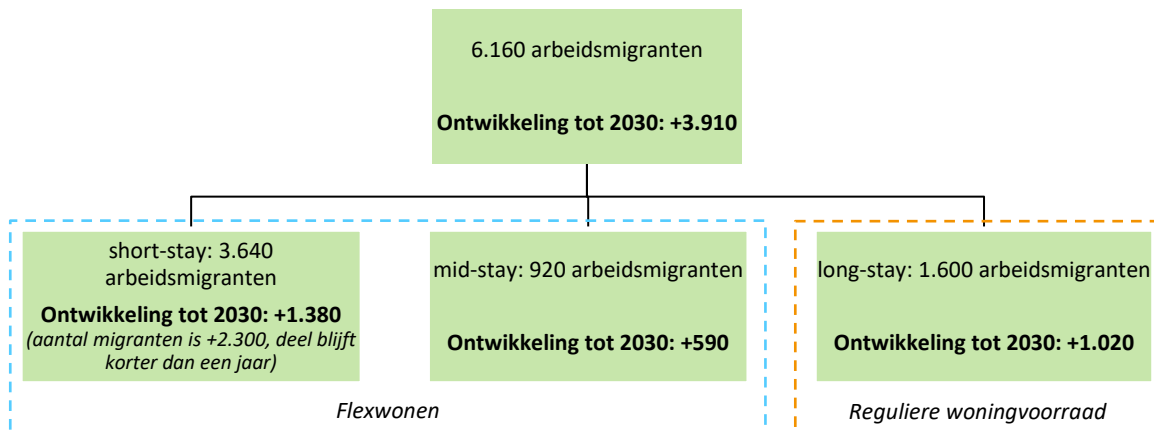 6.160 arbeidsmigranten
Ontwikkeling tot 2030: +3.910
short-stay: 3.640
arbeidsmigranten
Ontwikkeling tot 2030: +1.380
(aantal migranten is +2.300, deel blijft
korter dan een jaar)
mid-stay: 920 arbeidsmigranten
Ontwikkeling tot 2030: +590
long-stay: 1.600 arbeidsmigranten
Ontwikkeling tot 2030: +1.020
Flexwonen
Reguliere woningvoorraad